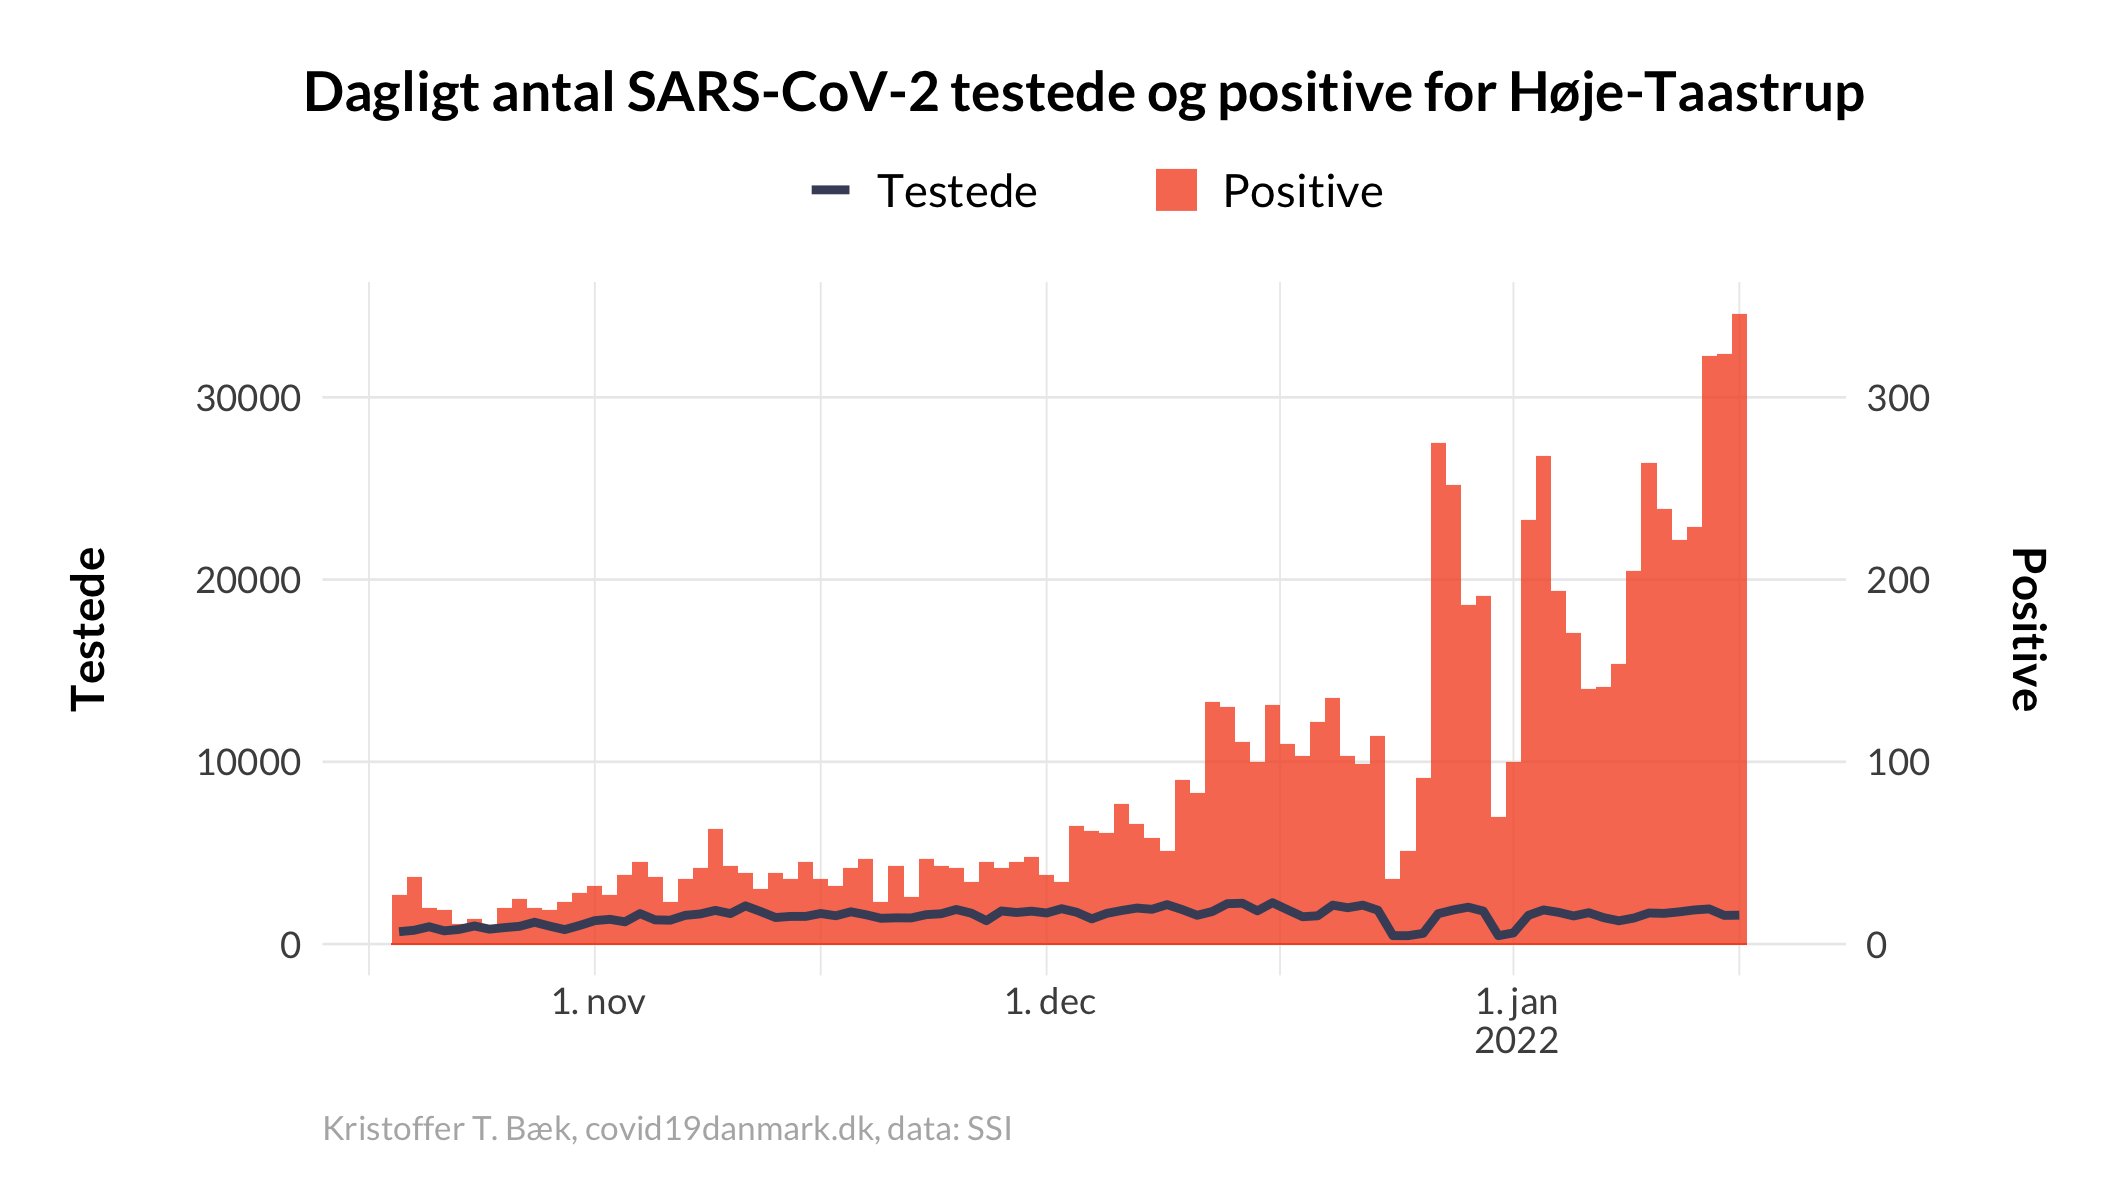 Dagligt antal SARS-CoV-2 testede og positive for Høje-Taastrup
Testede
Positive
30000
20000
10000
0
Testede
300
200
100
0
Positive
1. nov
1. dec
1. jan
2022
Kristoffer T. Bæk, covid19danmark.dk, data: SSI